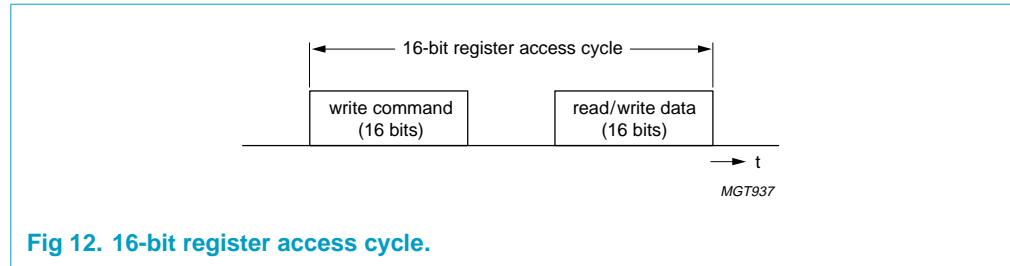 16-bit register access cycle
write command
(16 bits)
read/write data
(16 bits)
t
MGT937
Fig 12. 16-bit register access cycle.